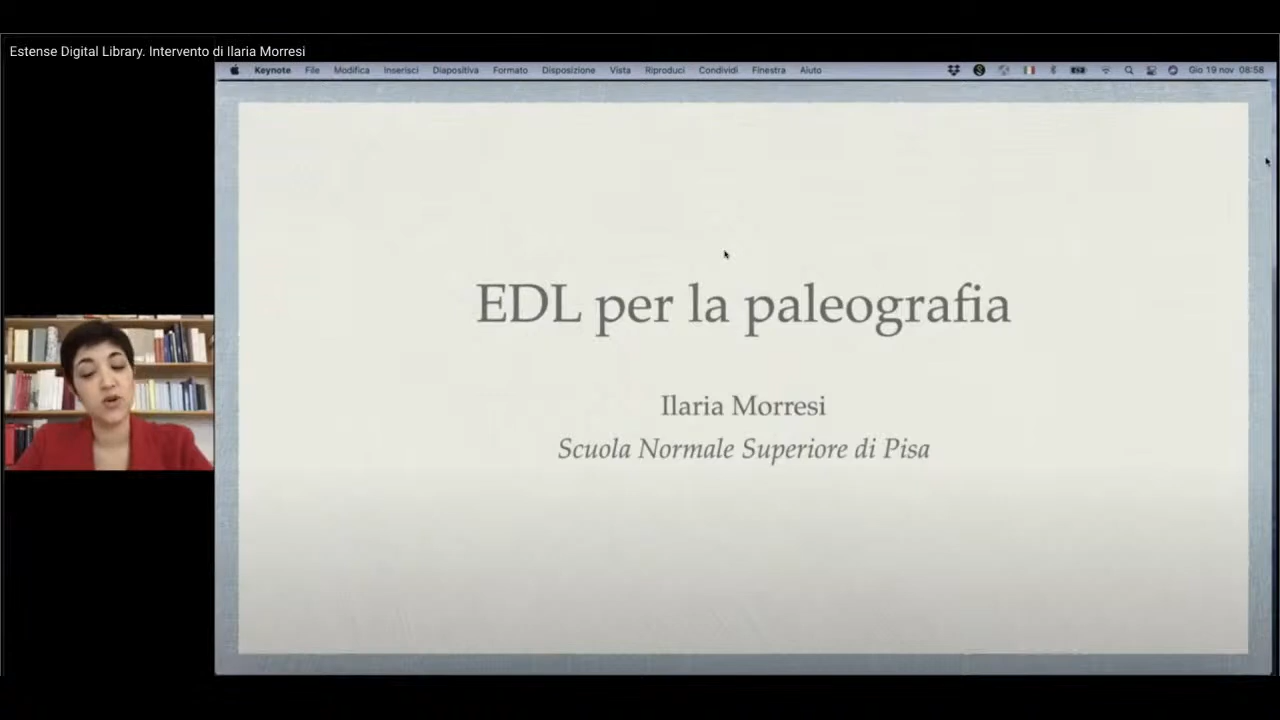 Estense Digital Library. Intervento di Ilaria Morresi
Keynote File Modifica Inserisci Diapositiva Formato Disposizione Vista Riproduci Condividi Finestra Aiuto Gio 19 nov 08:58
EDL per la paleografia
Ilaria Morresi
Scuola Normale Superiore di Pisa